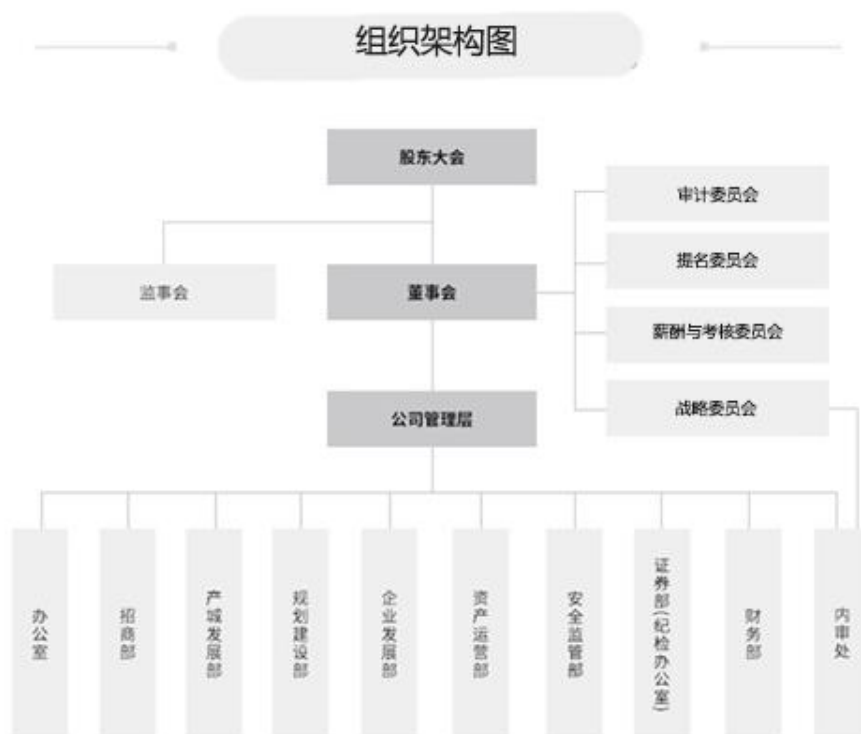 组织架构图
股东大会
审计委员会
提名委员会
监事会
董事会
薪酬与考核委员会
战略委员会
公司管理层
办公室
招商部
产城发展部
规划建设部
企业发展部
资产运营部
安全监管部
证券部(纪检办公室)
财务部
内审处